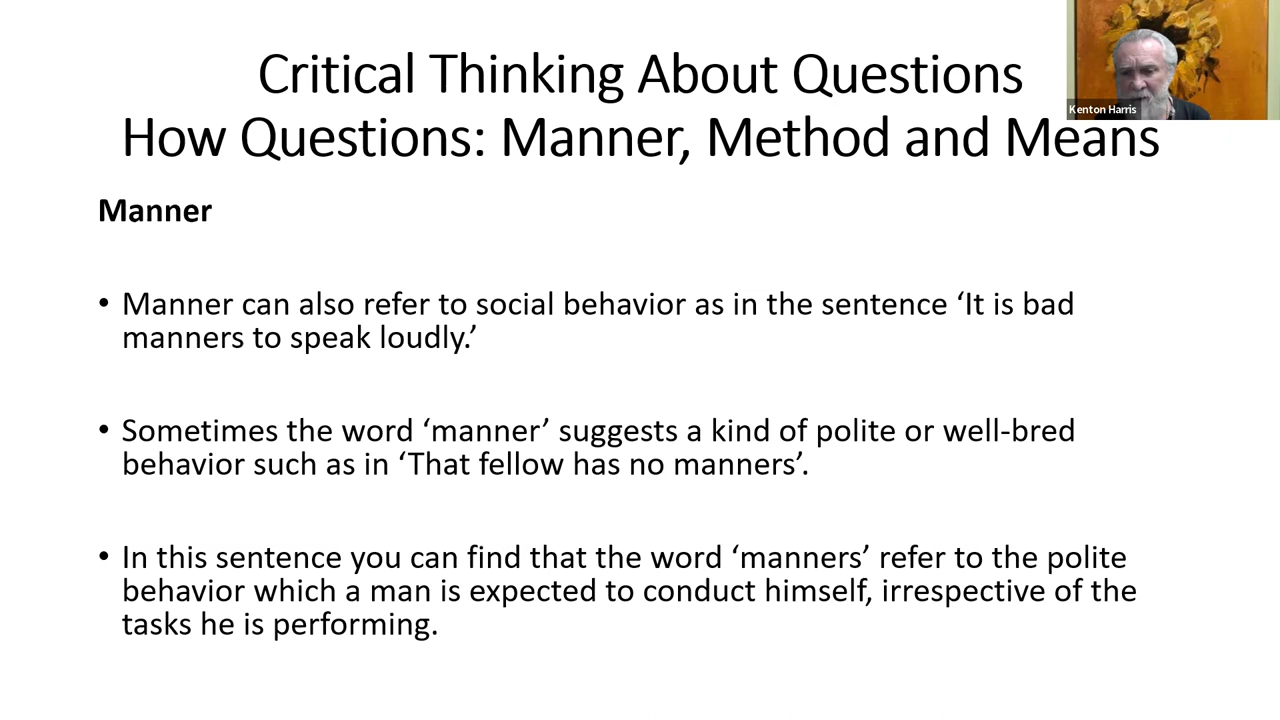 Critical Thinking About Questions
How Questions: Manner, Method and Means
Kenton Harris
Manner
• Manner can also refer to social behavior as in the sentence ‘It is bad
manners to speak loudly.’
• Sometimes the word ‘manner’ suggests a kind of polite or well-bred
behavior such as in ‘That fellow has no manners’.
• In this sentence you can find that the word ‘manners’ refer to the polite
behavior which a man is expected to conduct himself, irrespective of the
tasks he is performing.